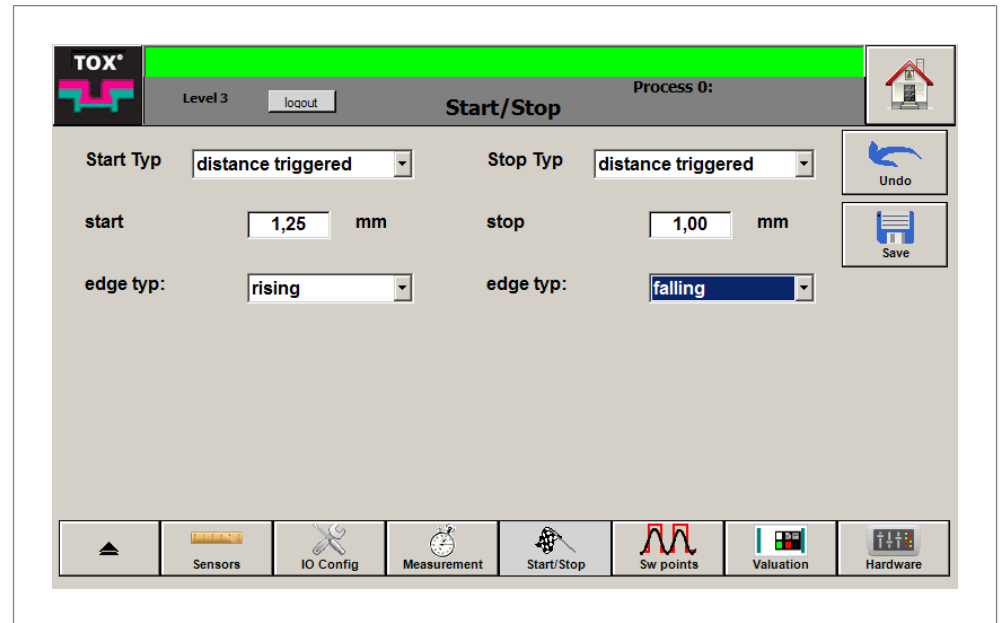 TOX®
Level 3
logout
Start/Stop
Process 0:
Start Typ
distance triggered
Stop Typ
distance triggered
Undo
start
1,25
mm
stop
1,00
mm
Save
edge typ:
rising
edge typ:
falling
Sensors
IO Config
Measurement
Start/Stop
Sw points
Valuation
Hardware